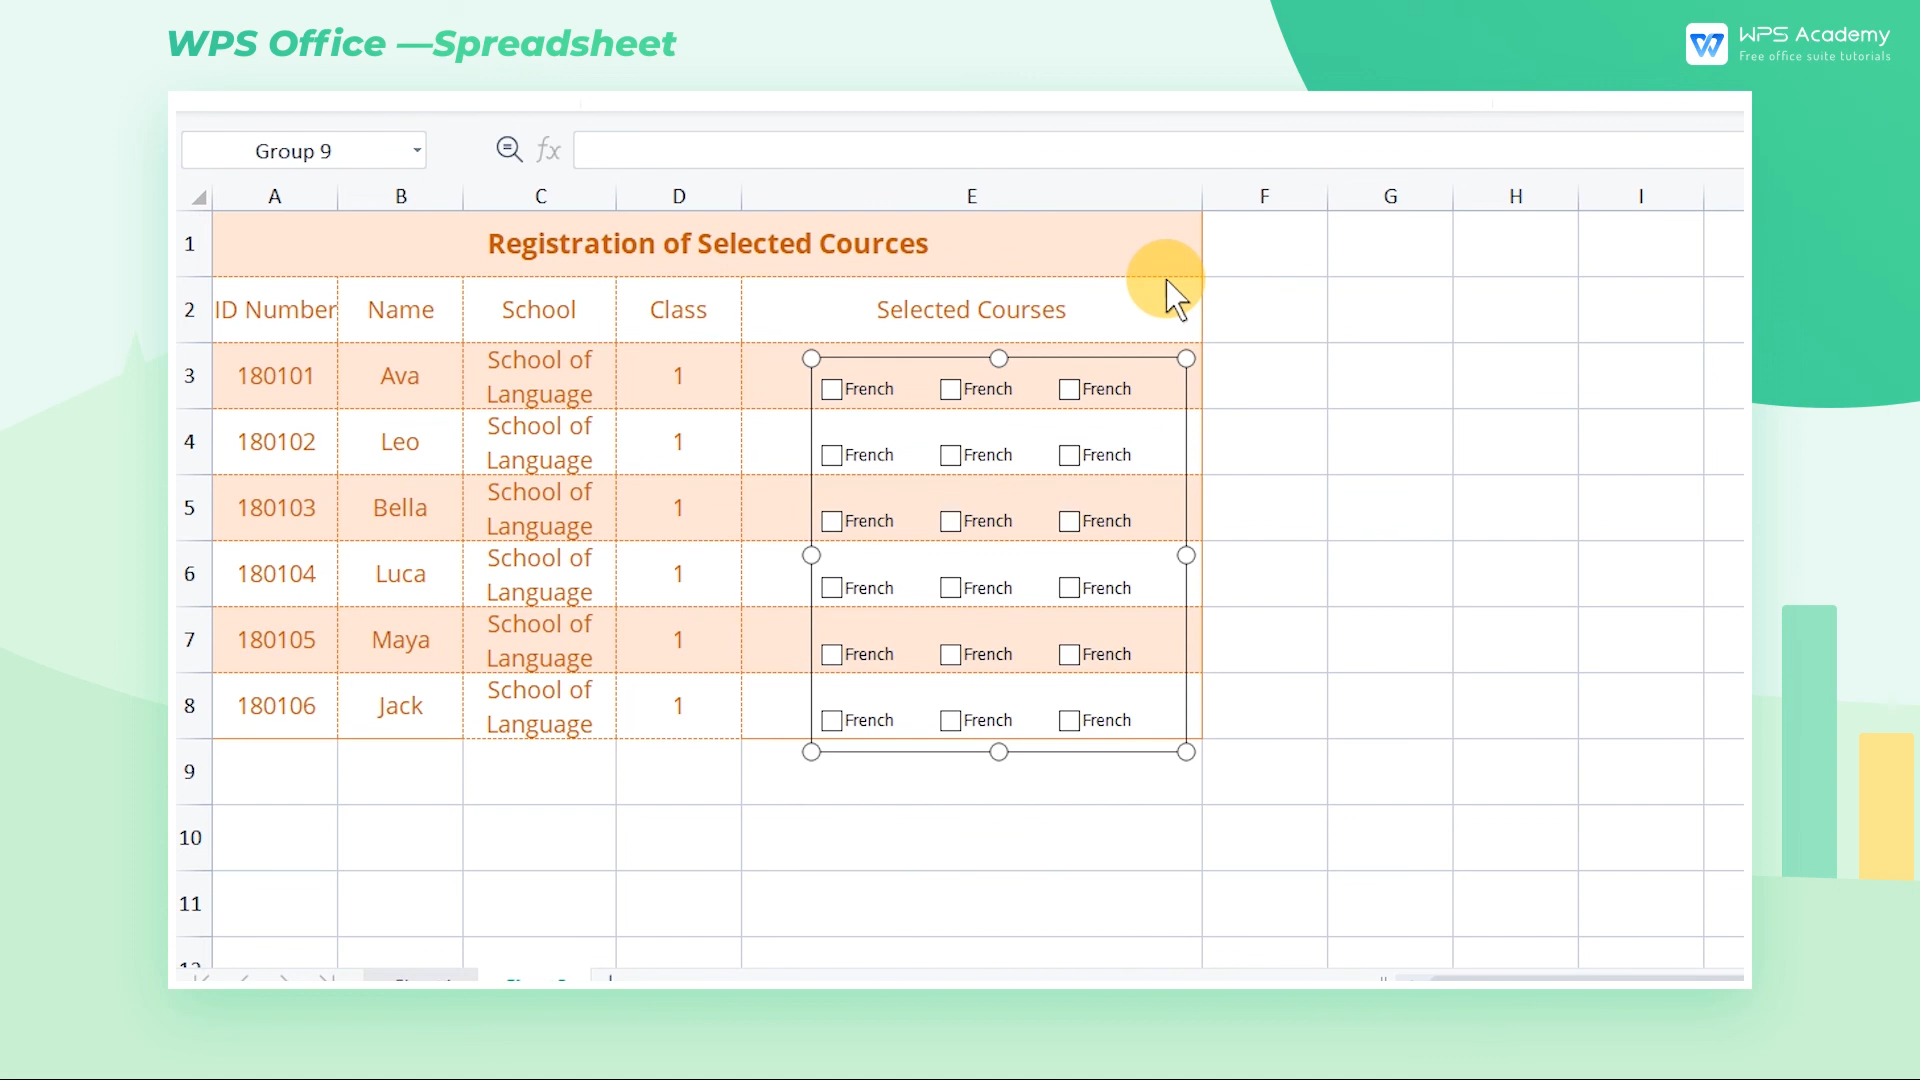 WPS Office —Spreadsheet
WPS Academy
Free office suite tutorials
Group 9
fx
A B C D E F G H I
1 Registration of Selected Cources
2 ID Number Name School Class Selected Courses
3 180101 Ava School of Language 1 French French French
4 180102 Leo School of Language 1 French French French
5 180103 Bella School of Language 1 French French French
6 180104 Luca School of Language 1 French French French
7 180105 Maya School of Language 1 French French French
8 180106 Jack School of Language 1 French French French
9
10
11